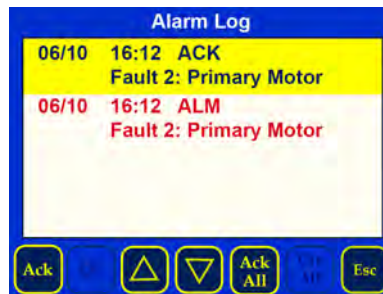 Alarm Log
06/10 16:12 ACK
Fault 2: Primary Motor
06/10 16:12 ALM
Fault 2: Primary Motor
Ack
Ack All
Esc